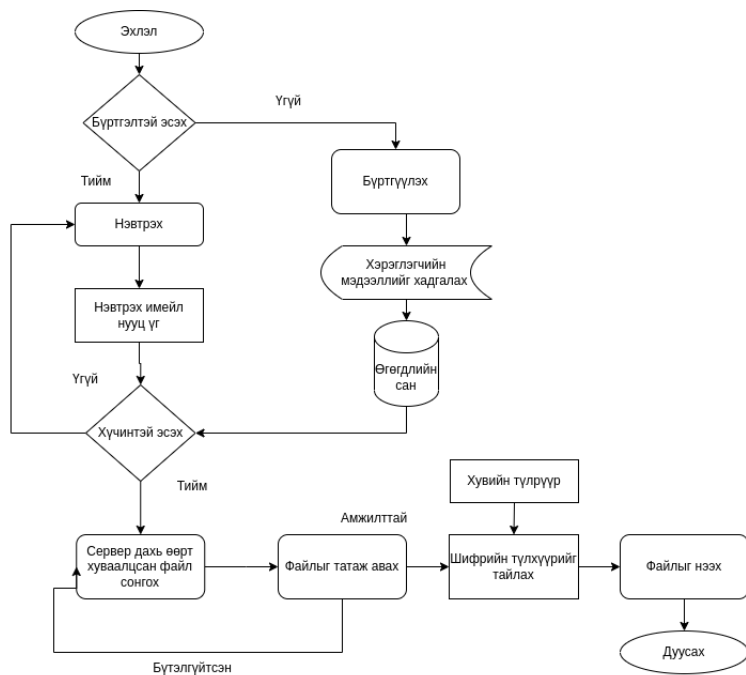 Эхлэл
Үгүй
Бүртгэлтэй эсэх
Тийм
Бүртгүүлэх
Нэвтрэх
Хэрэглэгчийн
мэдээллийг хадгалах
Нэвтрэх имейл
нууц үг
Өгөгдлийн
сан
Үгүй
Хүчинтэй эсэх
Тийм
Хувийн түлрүүр
Амжилттай
Сервер дахь өөрт
хуваалцсан файл
сонгох
Файлыг татаж авах
Шифрийн түлхүүрийг
тайлах
Файлыг нээх
Бүтэлгүйтсэн
Дуусах